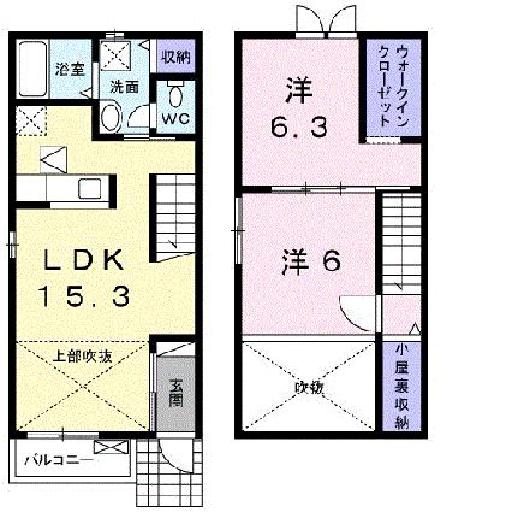 浴室
洗面
収納
WC
LDK
15.3
上部吹抜
玄関
バルコニー
洋
6.3
ウォークイン
クローゼット
洋 6
吹抜
小屋裏収納